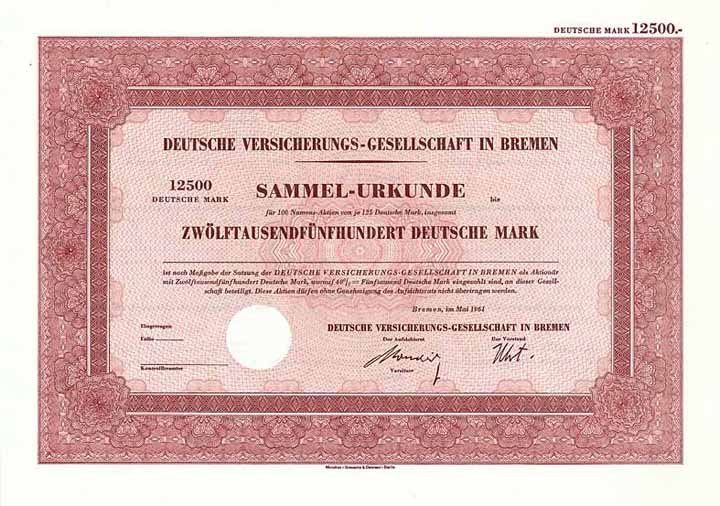 DEUTSCHE MARK 12500.-
DEUTSCHE VERSICHERUNGS-GESELLSCHAFT IN BREMEN
12500
DEUTSCHE MARK
SAMMEL-URKUNDE
bis
für 100 Namens-Aktien von je 125 Deutsche Mark, insgesamt
ZWÖLFTAUSENDFÜNFHUNDERT DEUTSCHE MARK
ist nach Maßgabe der Satzung der DEUTSCHE VERSICHERUNGS-GESELLSCHAFT IN BREMEN als Aktionär
mit Zwölftausendfünfhundert Deutsche Mark, worauf 40% = Fünftausend Deutsche Mark eingezahlt sind, an dieser Gesell-
schaft beteiligt. Diese Aktien dürfen ohne Genehmigung des Aufsichtsrats nicht übertragen werden.
Bremen, im Mai 1961
Eingetragen
DEUTSCHE VERSICHERUNGS-GESELLSCHAFT IN BREMEN
Folio
Der Aufsichtsrat
Der Vorstand
Kontrollbeamter
Vorsitzer